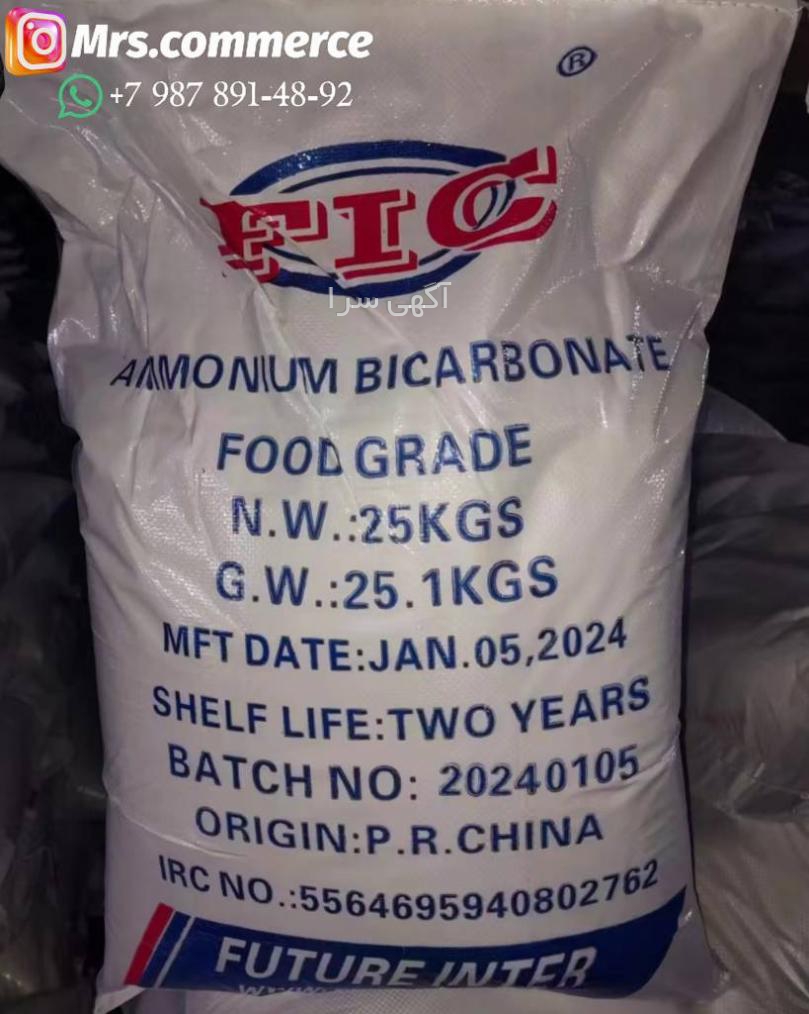 Mrs.commerce
+7 987 891-48-92
®
FIC
آگهی سرا
AMMONIUM BICARBONATE
FOOD GRADE
N.W.:25KGS
G.W.:25.1KGS
MFT DATE:JAN.05,2024
SHELF LIFE:TWO YEARS
BATCH NO: 20240105
ORIGIN:P.R.CHINA
IRC NO.:5564695940802762
FUTURE INTER